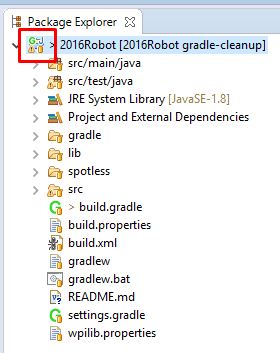 Package Explorer
> 2016Robot [2016Robot gradle-cleanup]
src/main/java
src/test/java
JRE System Library [JavaSE-1.8]
Project and External Dependencies
gradle
lib
spotless
src
> build.gradle
build.properties
build.xml
gradlew
gradlew.bat
README.md
settings.gradle
wpilib.properties